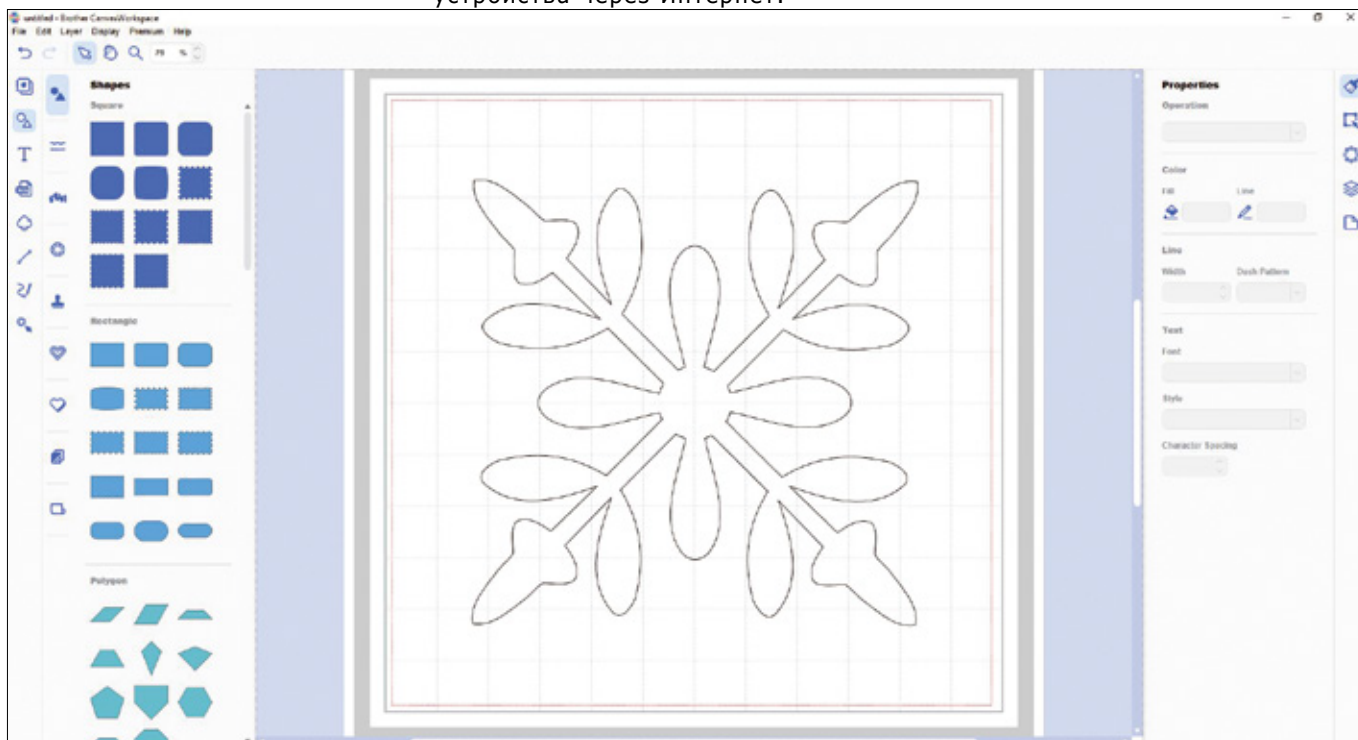 устройства через интернет.
untitled - Brother CanvasWorkspace
File Edit Layer Display Premium Help
75 %
Shapes
Square
Rectangle
Polygon
Properties
Operation
Color
Fill Line
Line
Width Dash Pattern
Text
Font
Style
Character Spacing